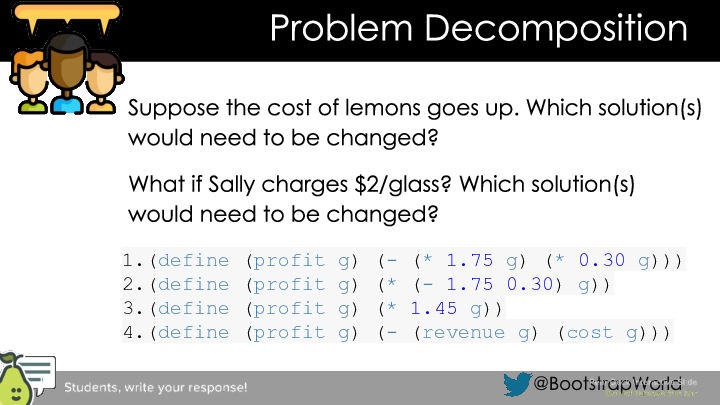 Problem Decomposition
Suppose the cost of lemons goes up. Which solution(s)
would need to be changed?
What if Sally charges $2/glass? Which solution(s)
would need to be changed?
1.(define (profit g) (- (* 1.75 g) (* 0.30 g)))
2.(define (profit g) (* (- 1.75 0.30) g))
3.(define (profit g) (* 1.45 g))
4.(define (profit g) (- (revenue g) (cost g)))
Students, write your response!
@BootstrapWorld